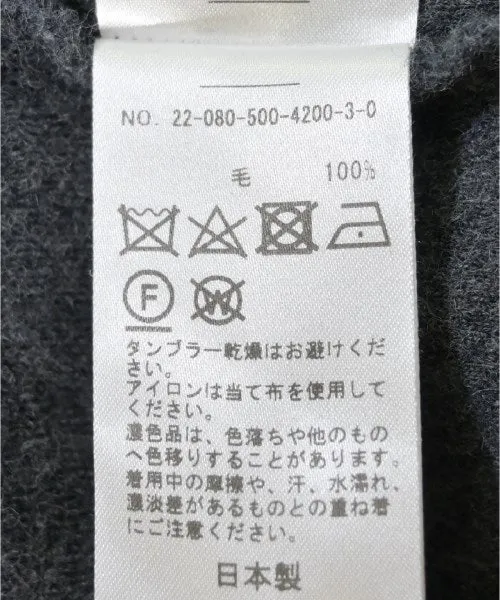 NO. 22-080-500-4200-3-0
毛 100%
F
W
タンブラー乾燥はお避けくだ
さい。
アイロンは当て布を使用して
ください。
濃色品は、色落ちや他のもの
へ色移りすることがあります。
着用中の摩擦や、汗、水濡れ、
濃淡差があるものとの重ね着
にご注意ください。
日本製